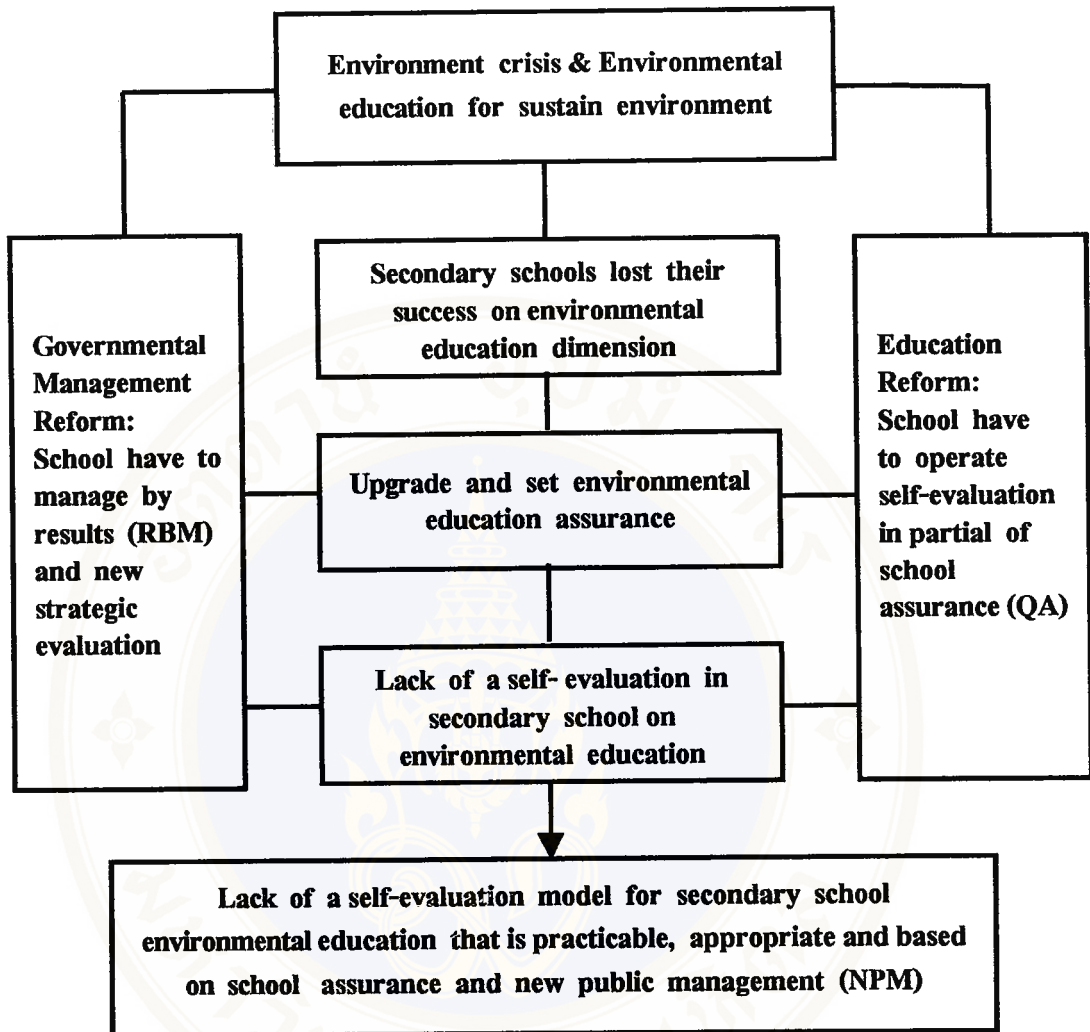 Environment crisis & Environmental
education for sustain environment
Governmental
Management
Reform:
School have to
manage by
results (RBM)
and new
strategic
evaluation
Secondary schools lost their
success on environmental
education dimension
Upgrade and set environmental
education assurance
Lack of a self- evaluation in
secondary school on
environmental education
Education
Reform:
School have
to operate
self-evaluation
in partial of
school
assurance (QA)
Lack of a self-evaluation model for secondary school
environmental education that is practicable, appropriate and based
on school assurance and new public management (NPM)